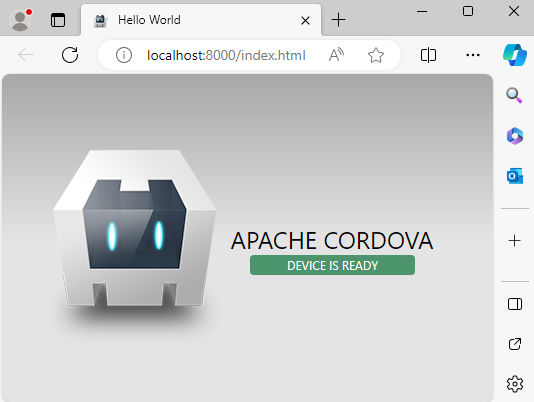 Hello World
localhost:8000/index.html
APACHE CORDOVA
DEVICE IS READY